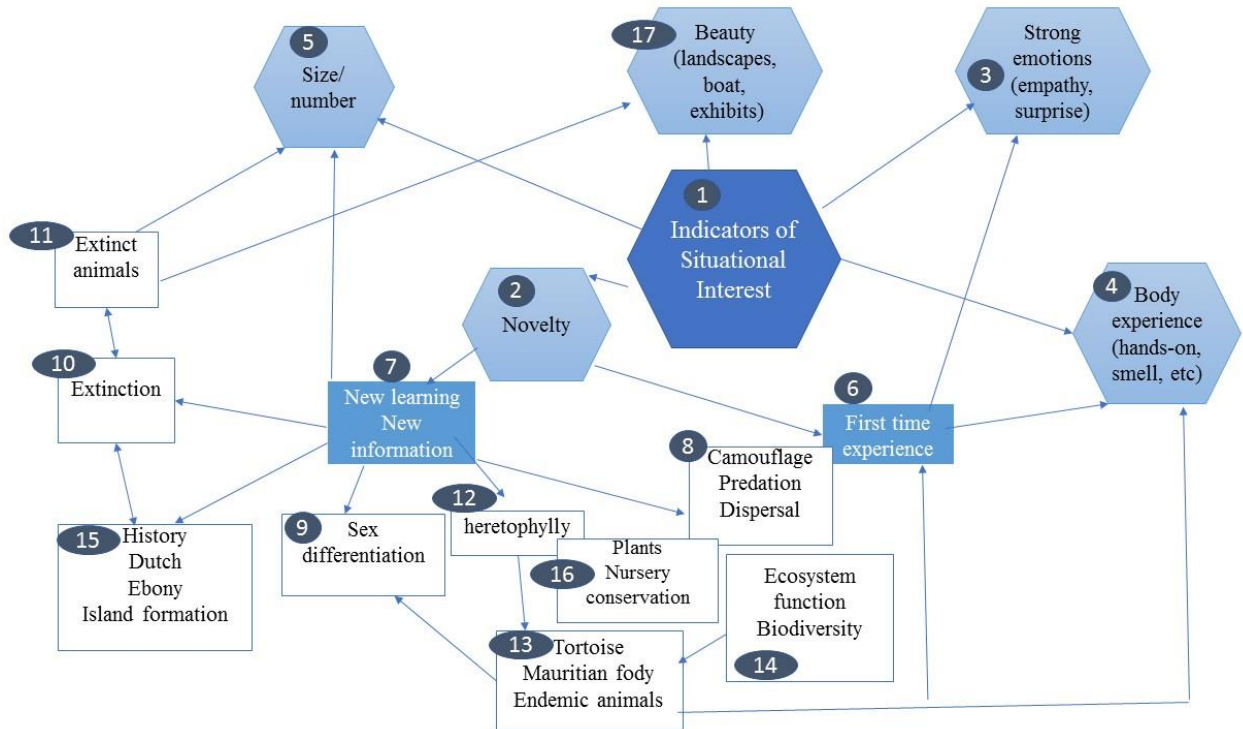 5
Size/
number
17
Beauty
(landscapes,
boat,
exhibits)
Strong
emotions
3
(empathy,
surprise)
1
Indicators of
Situational
Interest
11
Extinct
animals
2
Novelty
4
Body
experience
(hands-on,
smell, etc)
10
Extinction
7
New learning
New
information
6
First time
experience
8
Camouflage
Predation
Dispersal
15
History
Dutch
Ebony
Island formation
9
Sex
differentiation
12
heretophylly
16
Plants
Nursery
conservation
Ecosystem
function
Biodiversity
14
13
Tortoise
Mauritian fody
Endemic animals